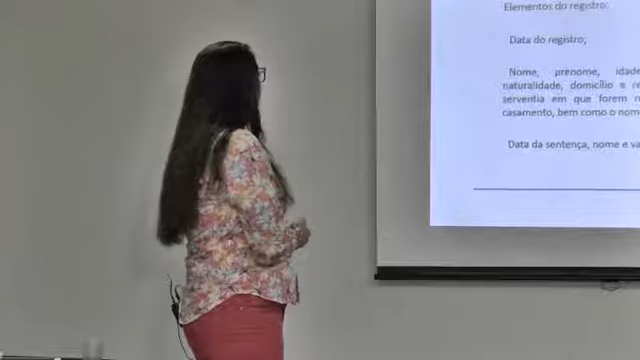 Elementos do registro:
Data do registro;
Nome, prenome, idade
naturalidade, domicílio e re
serventia em que forem
casamento, bem como o nom
Data da sentença, nome e va